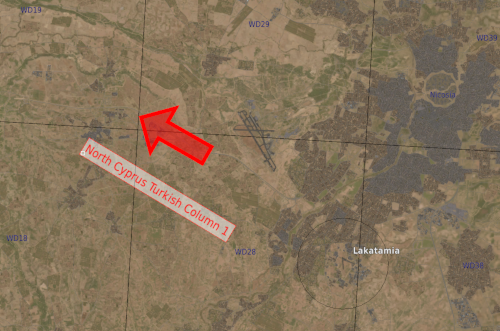 WD19
WD29
WD39
Nicosia
North Cyprus Turkish Column 1
Lakatamia
WD18
WD28
WD38